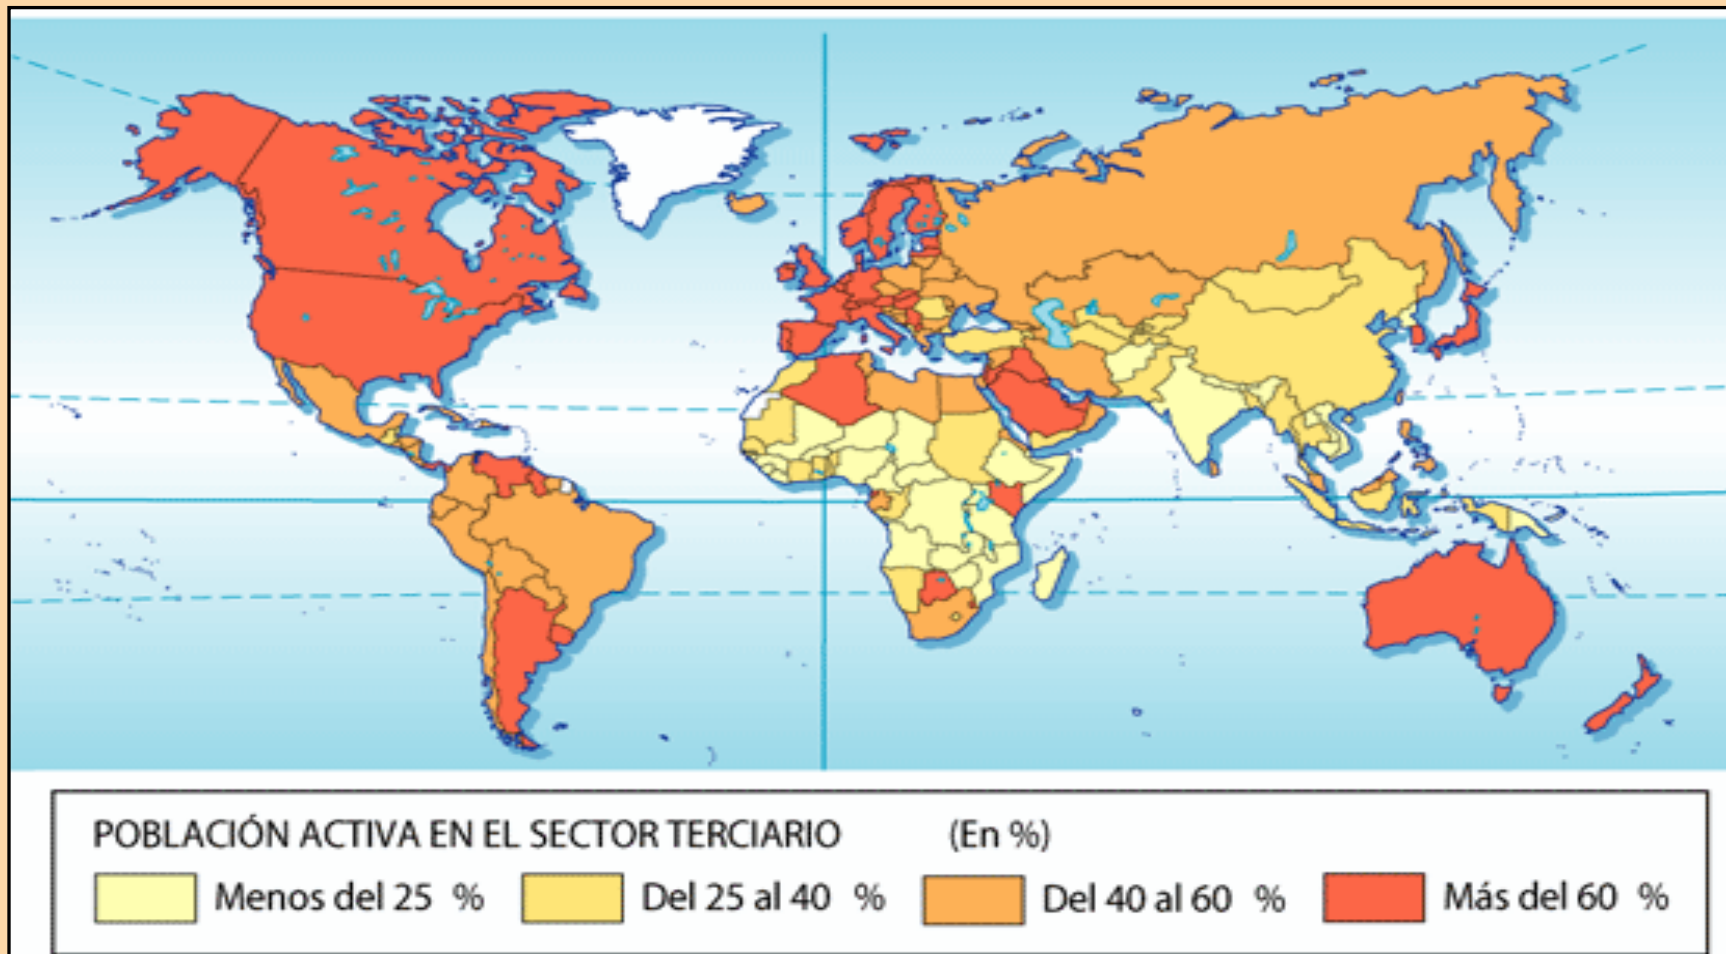 POBLACIÓN ACTIVA EN EL SECTOR TERCIARIO (En %)
Menos del 25 % Del 25 al 40 % Del 40 al 60 % Más del 60 %